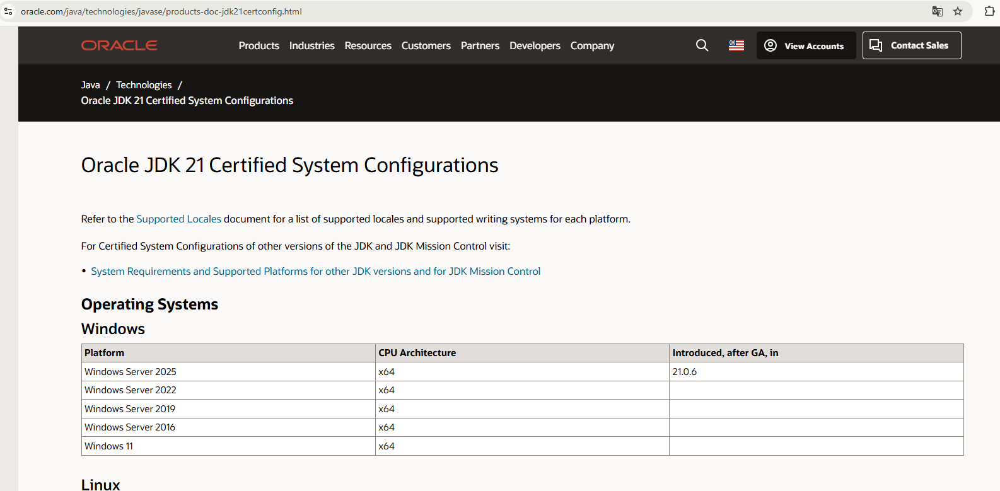 oracle.com/java/technologies/javase/products-doc-jdk21certconfig.html
ORACLE
Products Industries Resources Customers Partners Developers Company
View Accounts
Contact Sales
Java / Technologies /
Oracle JDK 21 Certified System Configurations
Oracle JDK 21 Certified System Configurations
Refer to the Supported Locales document for a list of supported locales and supported writing systems for each platform.
For Certified System Configurations of other versions of the JDK and JDK Mission Control visit:
• System Requirements and Supported Platforms for other JDK versions and for JDK Mission Control
Operating Systems
Windows
Platform CPU Architecture Introduced, after GA, in
Windows Server 2025 x64 21.0.6
Windows Server 2022 x64
Windows Server 2019 x64
Windows Server 2016 x64
Windows 11 x64
Linux